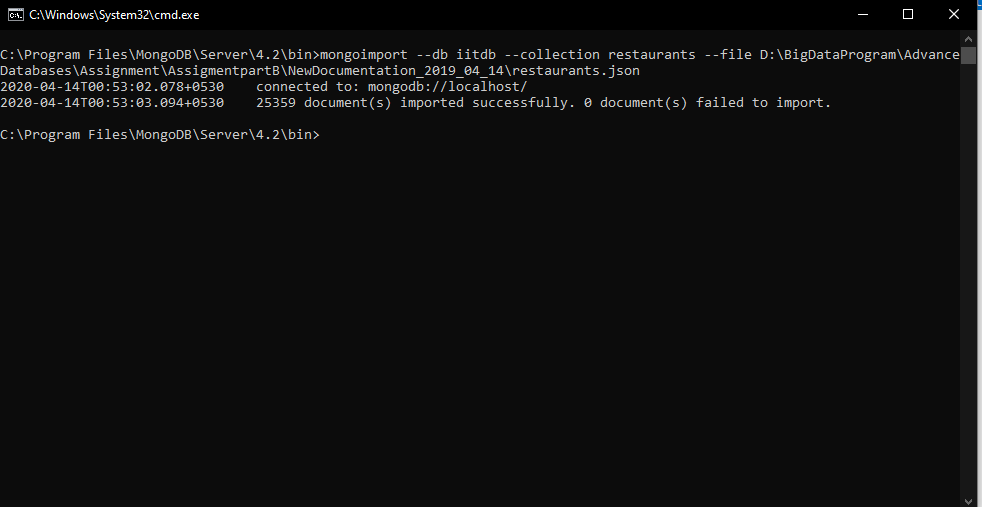 C:\Windows\System32\cmd.exe
C:\Program Files\MongoDB\Server\4.2\bin>mongoimport --db iitdb --collection restaurants --file D:\BigDataProgram\Advance
Databases\Assignment\AssigmentpartB\NewDocumentation_2019_04_14\restaurants.json
2020-04-14T00:53:02.078+0530    connected to: mongodb://localhost/
2020-04-14T00:53:03.094+0530    25359 document(s) imported successfully. 0 document(s) failed to import.
C:\Program Files\MongoDB\Server\4.2\bin>